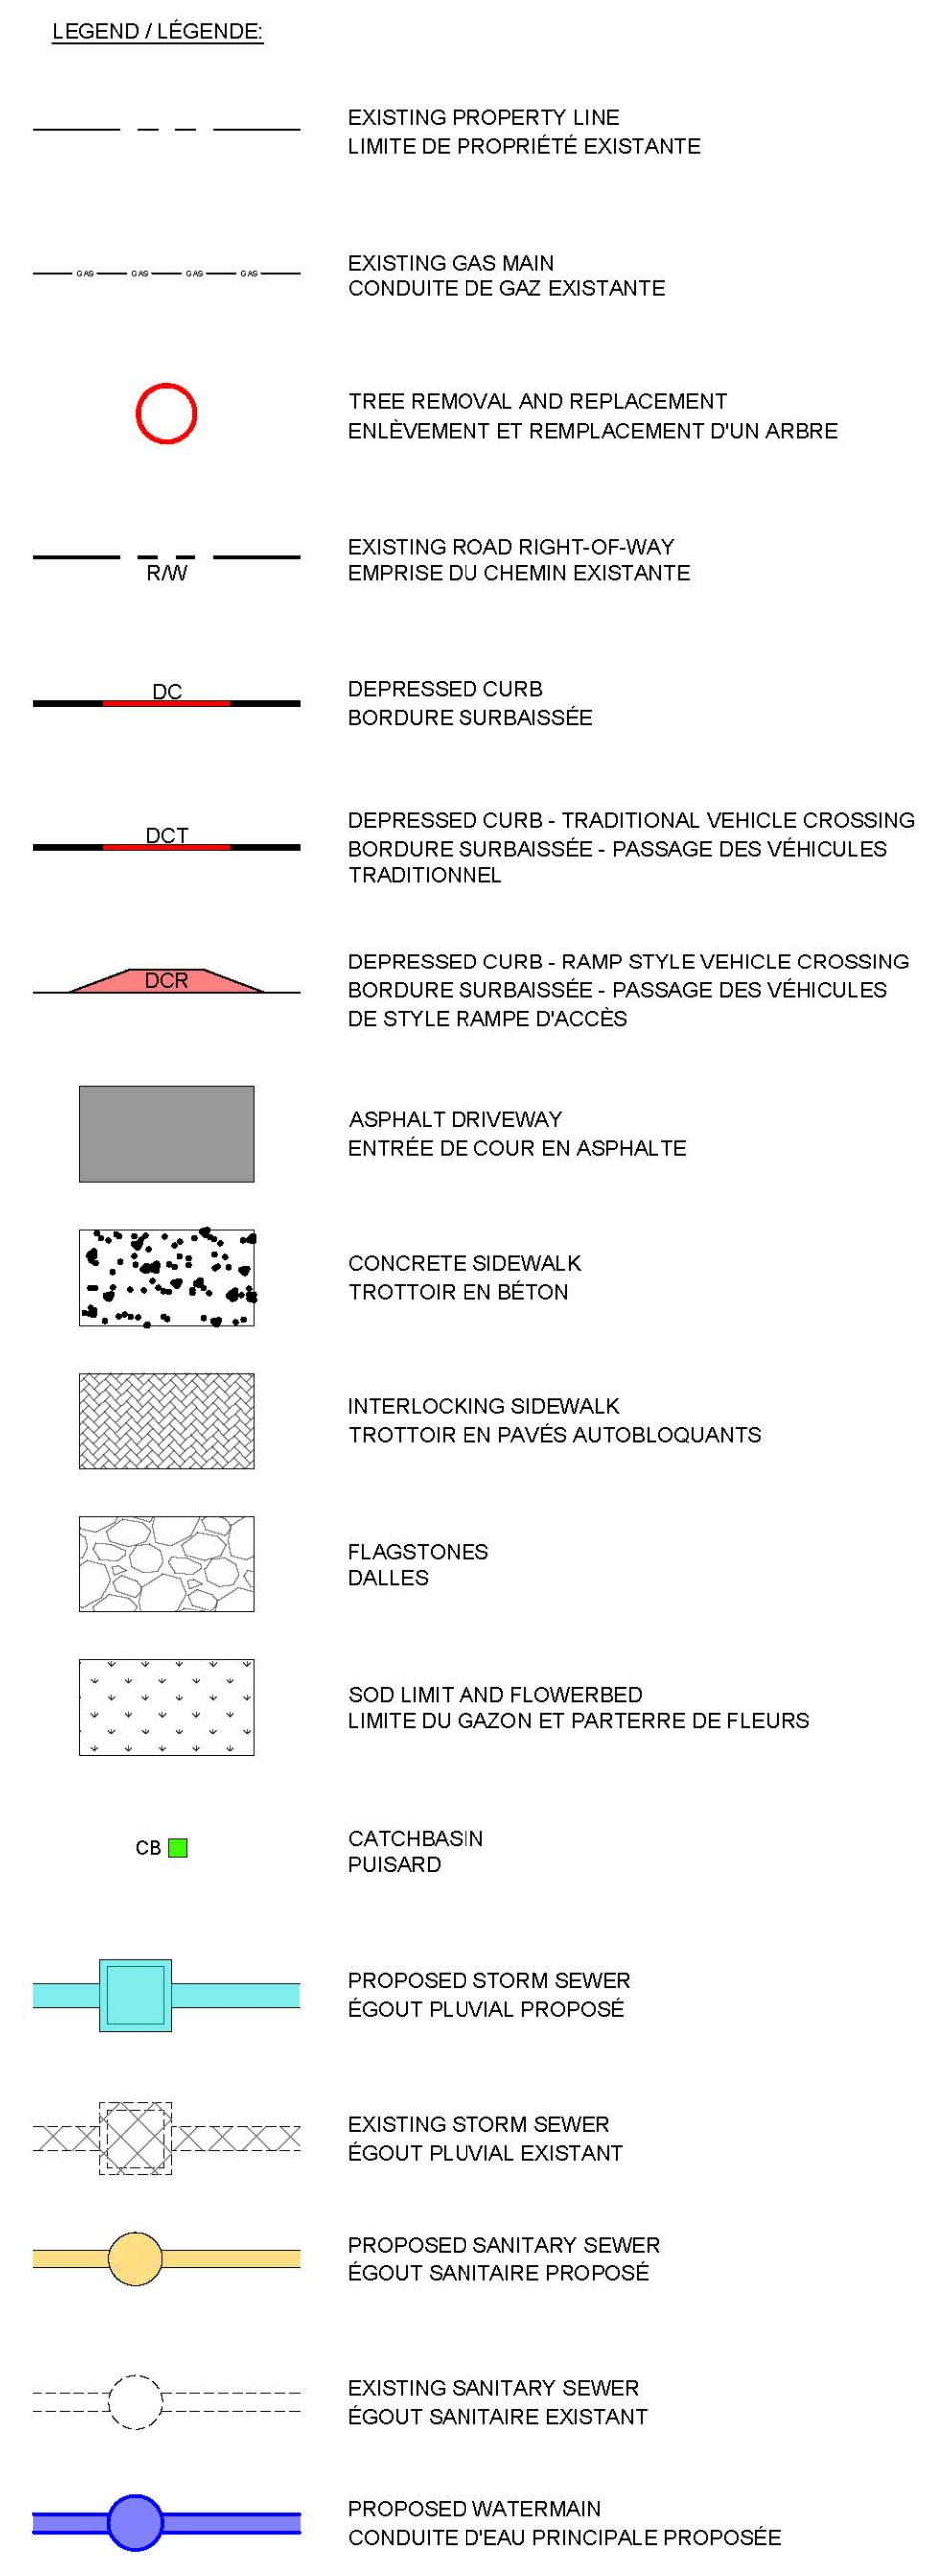 LEGEND / LÉGENDE:
EXISTING PROPERTY LINE
LIMITE DE PROPRIÉTÉ EXISTANTE
GAS GAS GAS GAS
EXISTING GAS MAIN
CONDUITE DE GAZ EXISTANTE
TREE REMOVAL AND REPLACEMENT
ENLÈVEMENT ET REMPLACEMENT D'UN ARBRE
R/W
EXISTING ROAD RIGHT-OF-WAY
EMPRISE DU CHEMIN EXISTANTE
DC
DEPRESSED CURB
BORDURE SURBAISSÉE
DCT
DEPRESSED CURB - TRADITIONAL VEHICLE CROSSING
BORDURE SURBAISSÉE - PASSAGE DES VÉHICULES
TRADITIONNEL
DCR
DEPRESSED CURB - RAMP STYLE VEHICLE CROSSING
BORDURE SURBAISSÉE - PASSAGE DES VÉHICULES
DE STYLE RAMPE D'ACCÈS
ASPHALT DRIVEWAY
ENTRÉE DE COUR EN ASPHALTE
CONCRETE SIDEWALK
TROTTOIR EN BÉTON
INTERLOCKING SIDEWALK
TROTTOIR EN PAVÉS AUTOBLOQUANTS
FLAGSTONES
DALLES
SOD LIMIT AND FLOWERBED
LIMITE DU GAZON ET PARTERRE DE FLEURS
CB
CATCHBASIN
PUISARD
PROPOSED STORM SEWER
ÉGOUT PLUVIAL PROPOSÉ
EXISTING STORM SEWER
ÉGOUT PLUVIAL EXISTANT
PROPOSED SANITARY SEWER
ÉGOUT SANITAIRE PROPOSÉ
EXISTING SANITARY SEWER
ÉGOUT SANITAIRE EXISTANT
PROPOSED WATERMAIN
CONDUITE D'EAU PRINCIPALE PROPOSÉE